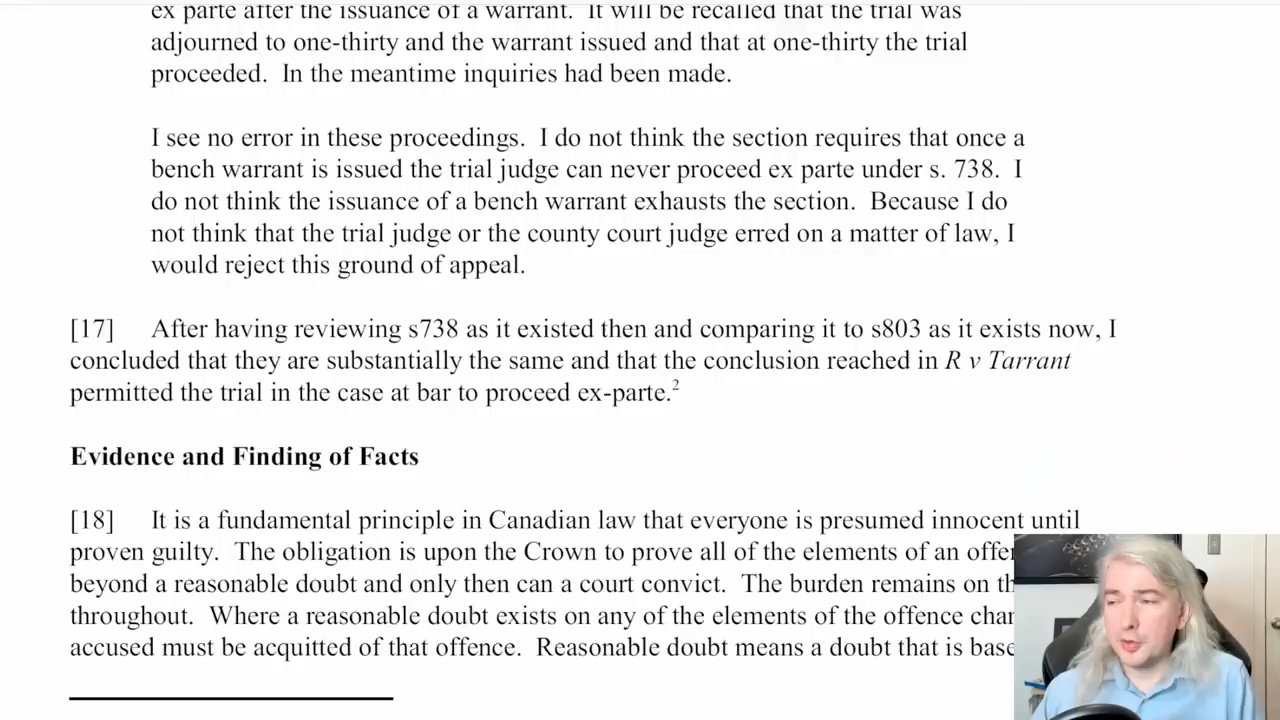 ex parte after the issuance of a warrant. It will be recalled that the trial was
adjourned to one-thirty and the warrant issued and that at one-thirty the trial
proceeded. In the meantime inquiries had been made.
I see no error in these proceedings. I do not think the section requires that once a
bench warrant is issued the trial judge can never proceed ex parte under s. 738. I
do not think the issuance of a bench warrant exhausts the section. Because I do
not think that the trial judge or the county court judge erred on a matter of law, I
would reject this ground of appeal.
[17] After having reviewing s738 as it existed then and comparing it to s803 as it exists now, I
concluded that they are substantially the same and that the conclusion reached in R v Tarrant
permitted the trial in the case at bar to proceed ex-parte.2
Evidence and Finding of Facts
[18] It is a fundamental principle in Canadian law that everyone is presumed innocent until
proven guilty. The obligation is upon the Crown to prove all of the elements of an
beyond a reasonable doubt and only then can a court convict. The burden remains on
throughout. Where a reasonable doubt exists on any of the elements of the offence
accused must be acquitted of that offence. Reasonable doubt means a doubt that is